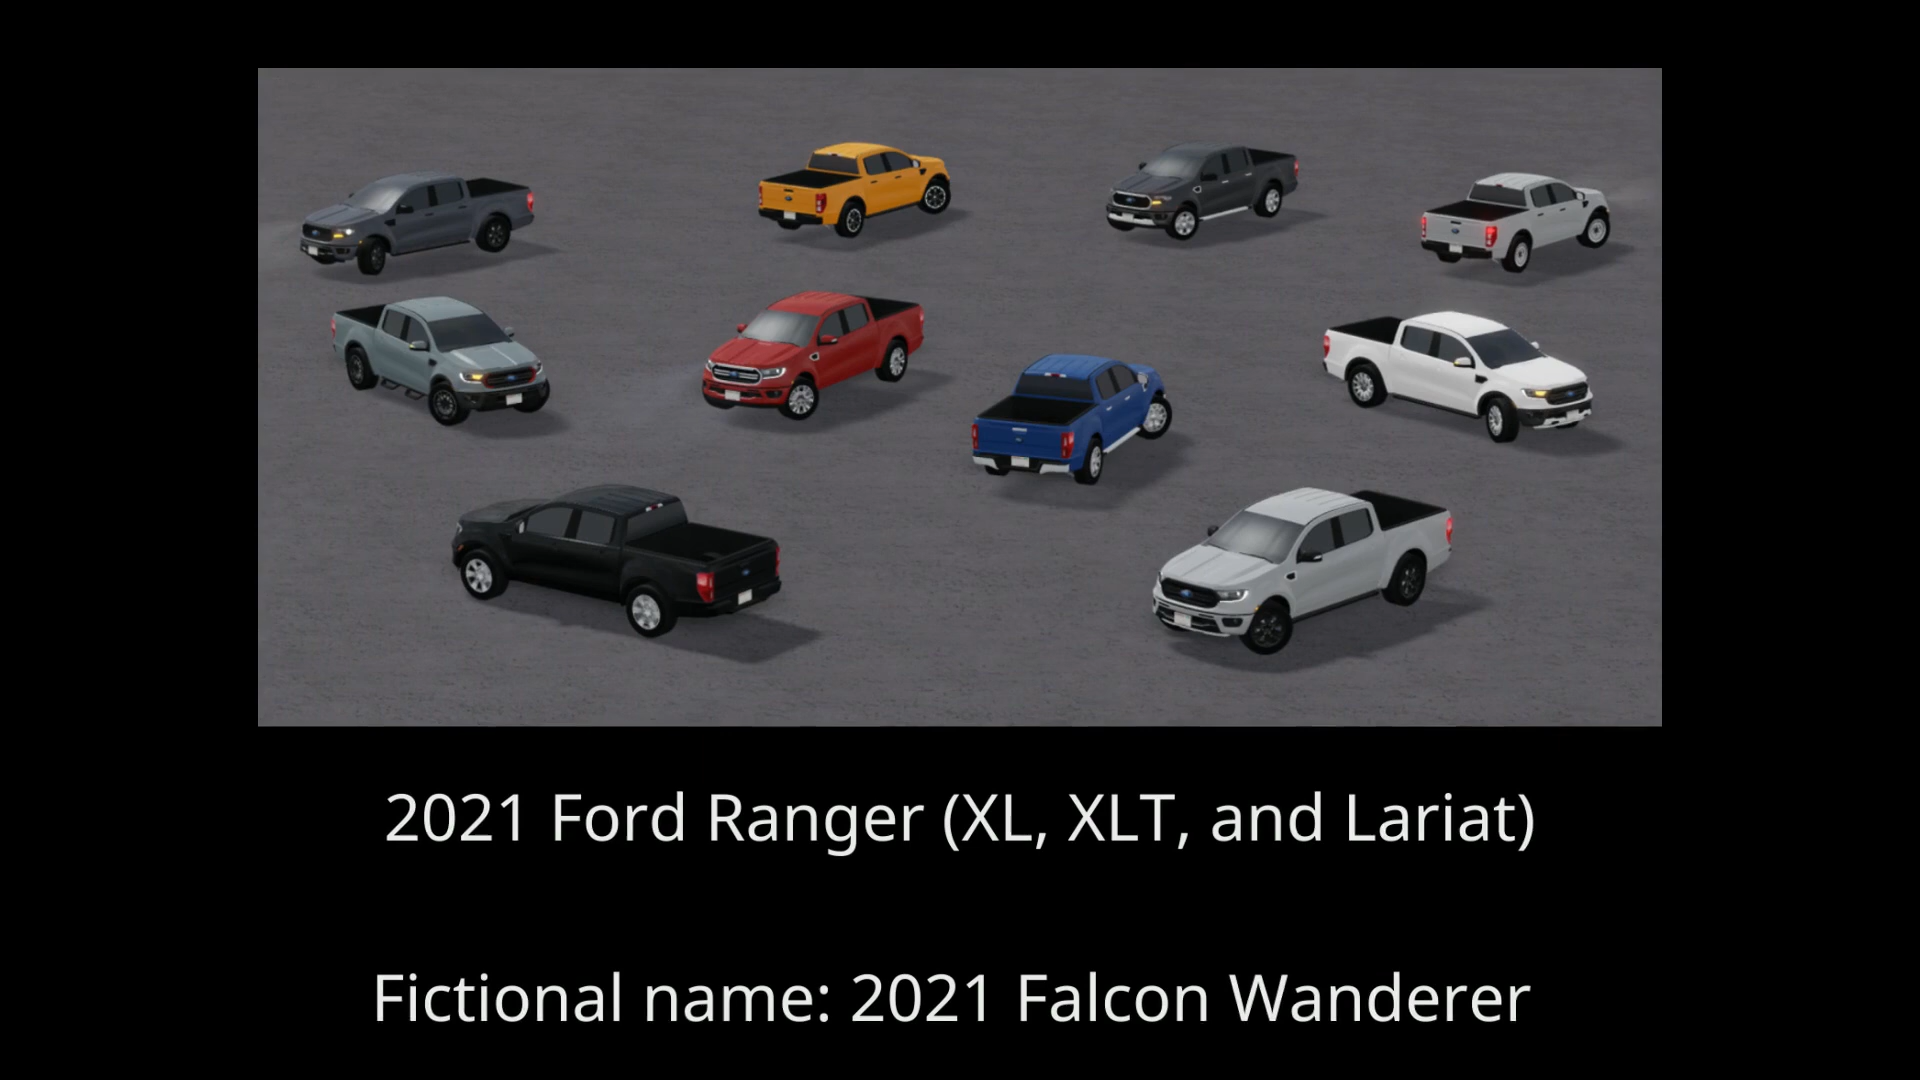 2021 Ford Ranger (XL, XLT, and Lariat)
Fictional name: 2021 Falcon Wanderer